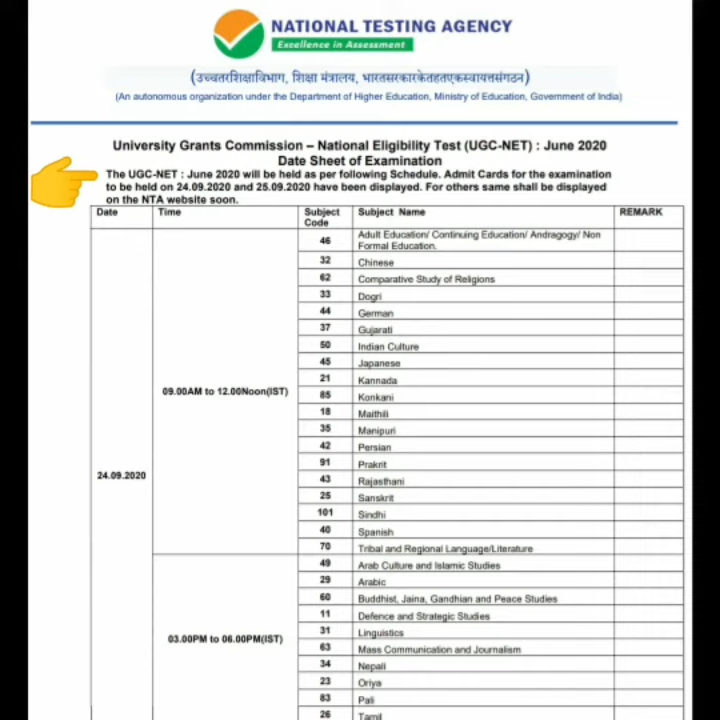 NATIONAL TESTING AGENCY
Excellence in Assessment
(उच्चतरशिक्षाविभाग, शिक्षा मंत्रालय, भारतसरकारकेतहतएकस्वायत्तसंगठन)
(An autonomous organization under the Department of Higher Education, Ministry of Education, Government of India)
University Grants Commission – National Eligibility Test (UGC-NET) : June 2020
Date Sheet of Examination
The UGC-NET : June 2020 will be held as per following Schedule. Admit Cards for the examination
to be held on 24.09.2020 and 25.09.2020 have been displayed. For others same shall be displayed
on the NTA website soon.
Date Time Subject Code Subject Name REMARK
24.09.2020
09.00AM to 12.00Noon(IST)
46 Adult Education/ Continuing Education/ Andragogy/ Non
Formal Education.
32 Chinese
62 Comparative Study of Religions
33 Dogri
44 German
37 Gujarati
50 Indian Culture
45 Japanese
21 Kannada
85 Konkani
18 Maithili
35 Manipuri
42 Persian
91 Prakrit
43 Rajasthani
25 Sanskrit
101 Sindhi
40 Spanish
70 Tribal and Regional Language/Literature
03.00PM to 06.00PM(IST)
49 Arab Culture and Islamic Studies
29 Arabic
60 Buddhist, Jaina, Gandhian and Peace Studies
11 Defence and Strategic Studies
31 Linguistics
63 Mass Communication and Journalism
34 Nepali
23 Oriya
83 Pali
26 Tamil